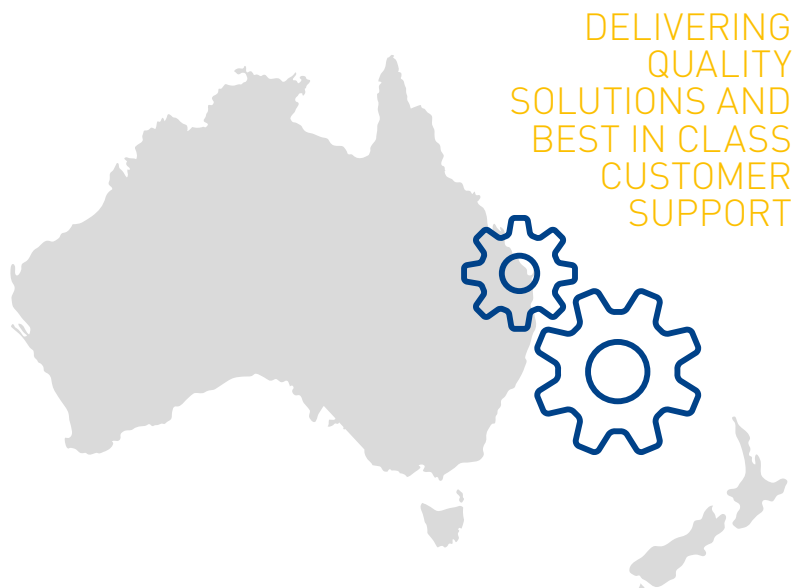 DELIVERING
QUALITY
SOLUTIONS AND
BEST IN CLASS
CUSTOMER
SUPPORT